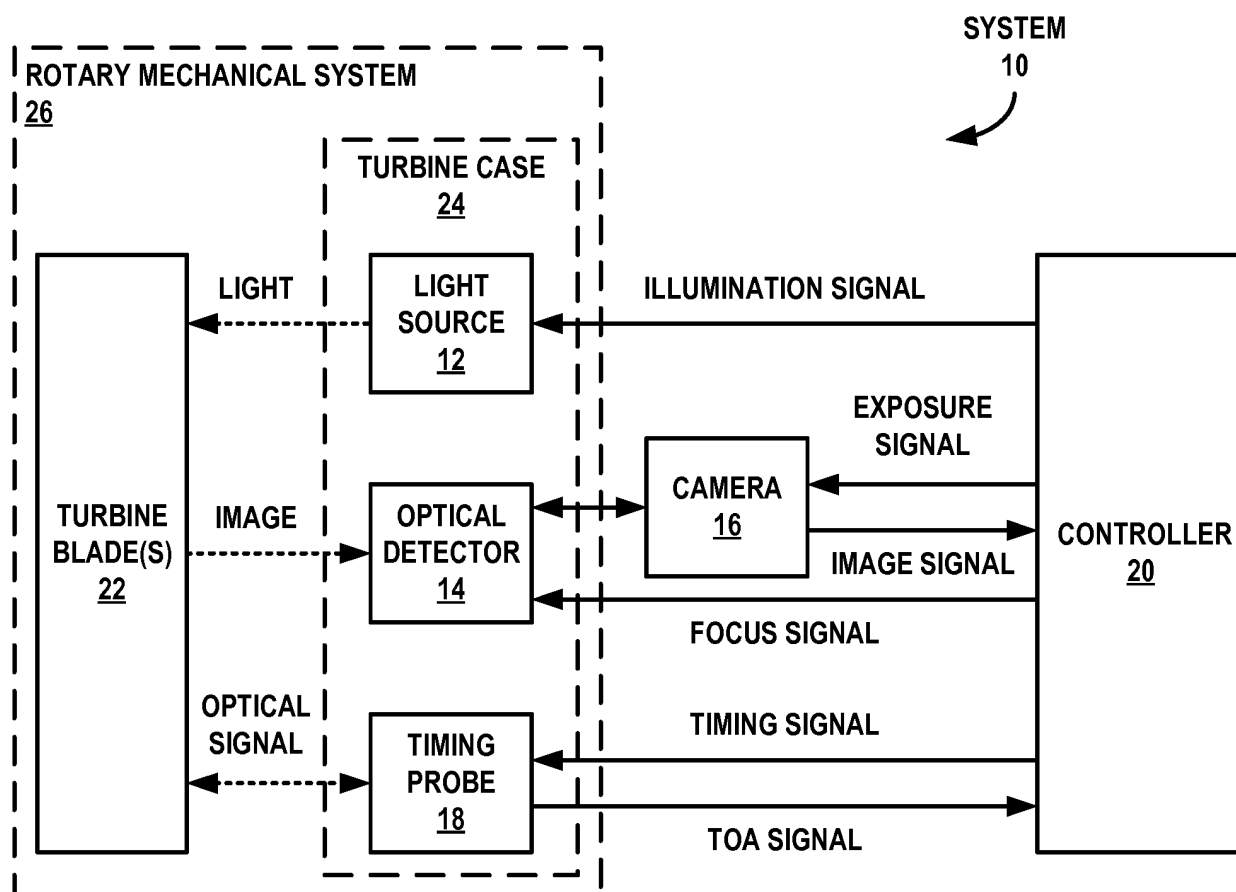 SYSTEM
10
ROTARY MECHANICAL SYSTEM
26
TURBINE CASE
24
LIGHT
LIGHT
SOURCE
12
ILLUMINATION SIGNAL
EXPOSURE
SIGNAL
TURBINE
BLADE(S)
22
IMAGE
OPTICAL
DETECTOR
14
CAMERA
16
IMAGE SIGNAL
CONTROLLER
20
FOCUS SIGNAL
OPTICAL
SIGNAL
TIMING
PROBE
18
TIMING SIGNAL
TOA SIGNAL